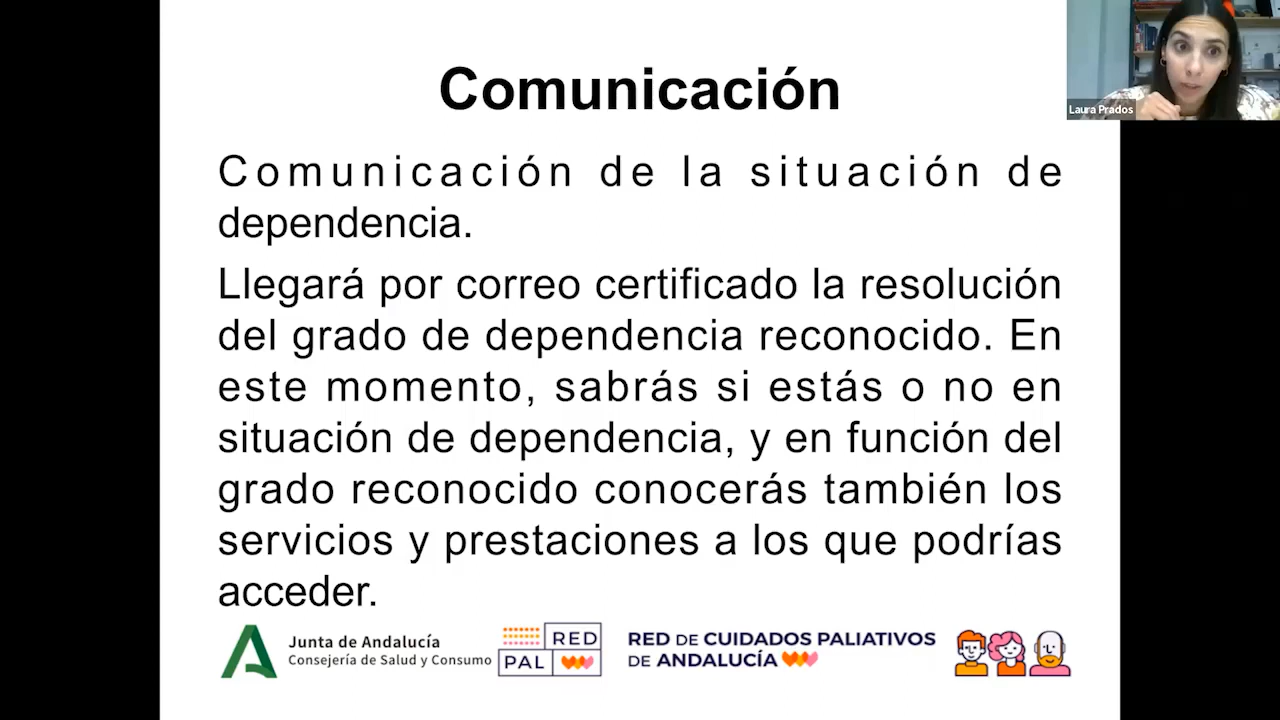 Comunicación
Laura Prados
Comunicación de la situación de
dependencia.
Llegará por correo certificado la resolución
del grado de dependencia reconocido. En
este momento, sabrás si estás o no en
situación de dependencia, y en función del
grado reconocido conocerás también los
servicios y prestaciones a los que podrías
acceder.
Junta de Andalucía
Consejería de Salud y Consumo
RED
PAL
RED DE CUIDADOS PALIATIVOS
DE ANDALUCÍA